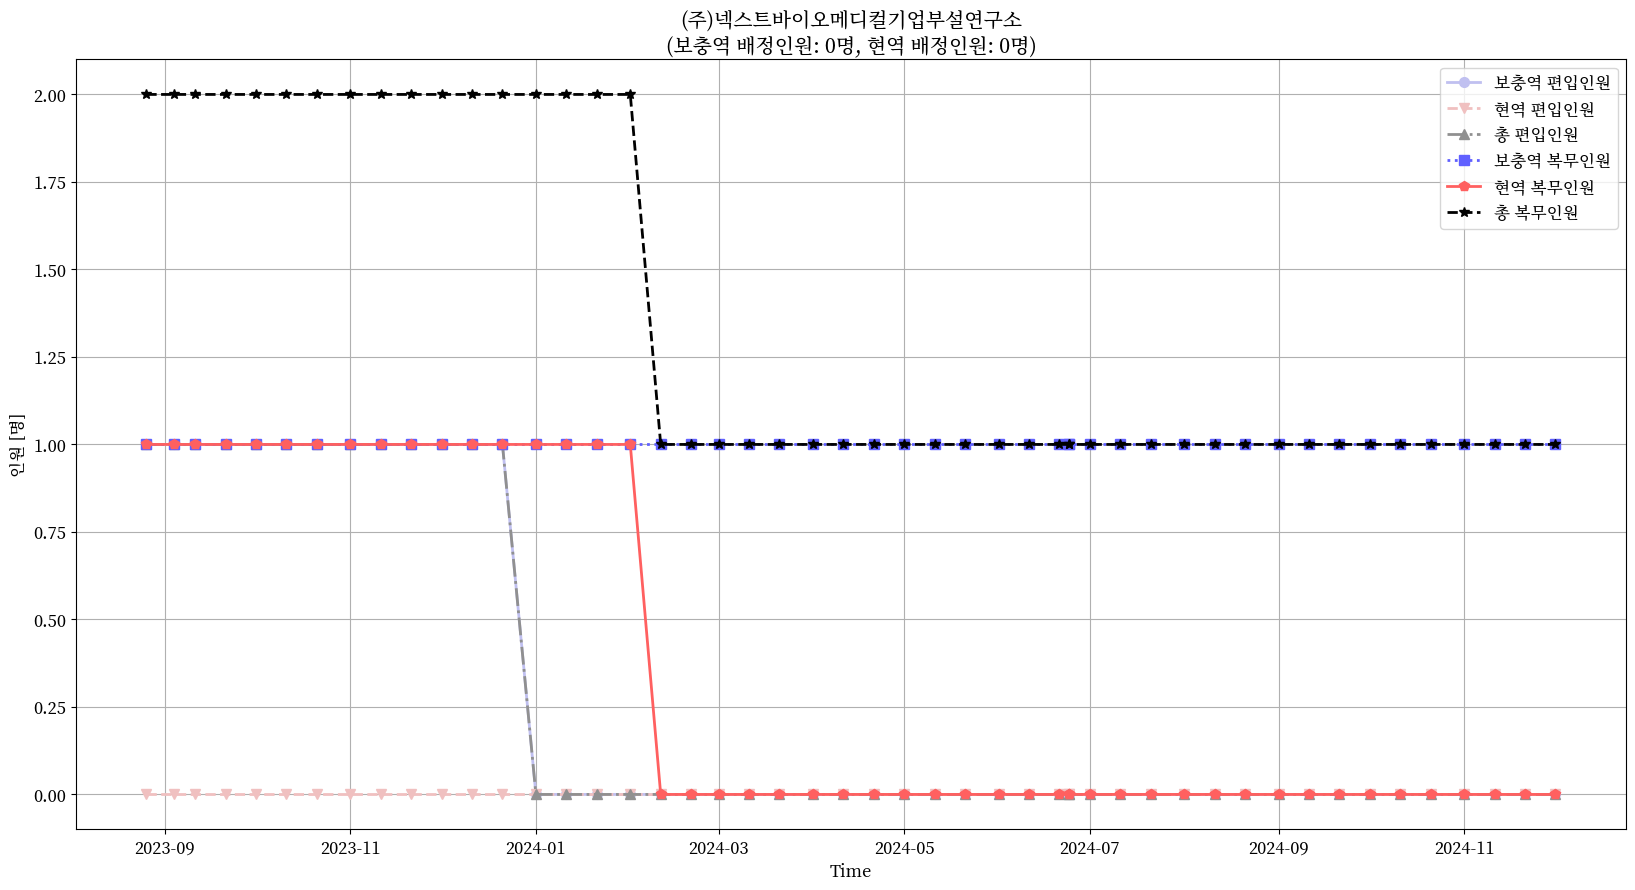 (주)넥스트바이오메디컬기업부설연구소
(보충역 배정인원: 0명, 현역 배정인원: 0명)
보충역 편입인원
현역 편입인원
총 편입인원
보충역 복무인원
현역 복무인원
총 복무인원
인원 [명]
2.00
1.75
1.50
1.25
1.00
0.75
0.50
0.25
0.00
2023-09
2023-11
2024-01
2024-03
2024-05
2024-07
2024-09
2024-11
Time